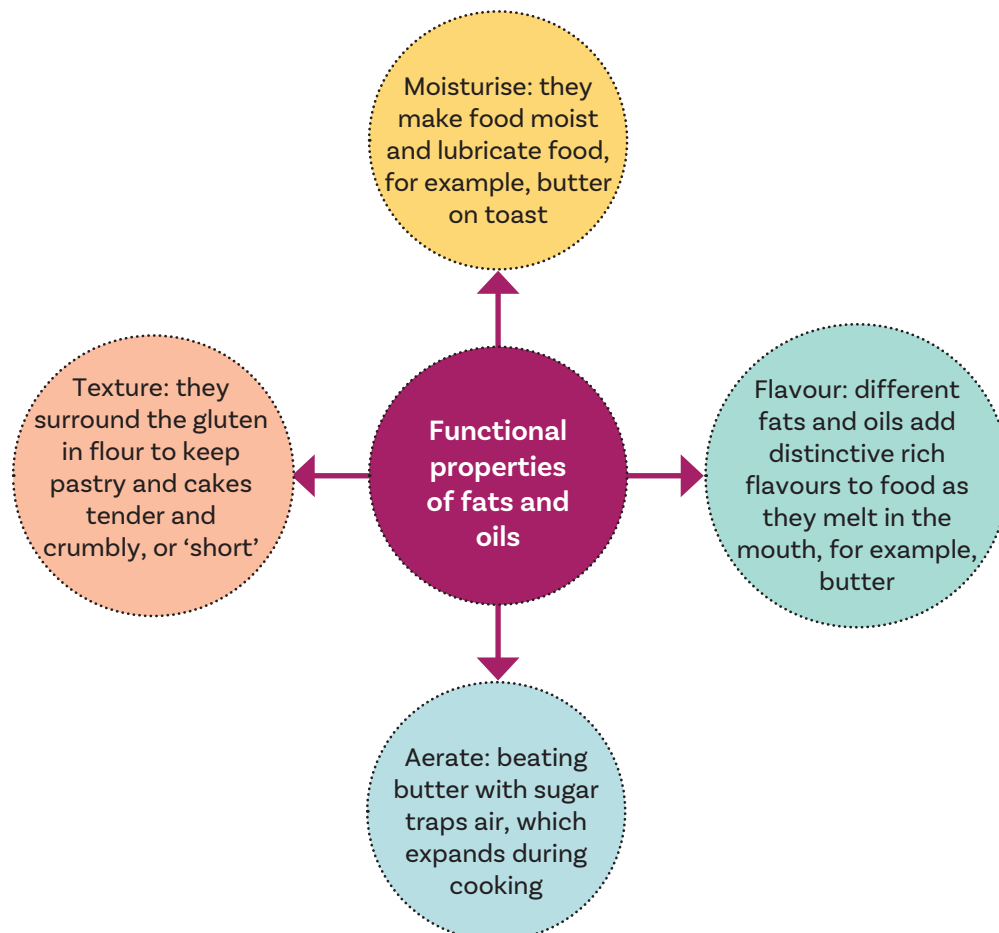 Moisturise: they
make food moist
and lubricate food,
for example, butter
on toast
Texture: they
surround the gluten
in flour to keep
pastry and cakes
tender and
crumbly, or ‘short’
Functional
properties
of fats and
oils
Flavour: different
fats and oils add
distinctive rich
flavours to food as
they melt in the
mouth, for example,
butter
Aerate: beating
butter with sugar
traps air, which
expands during
cooking